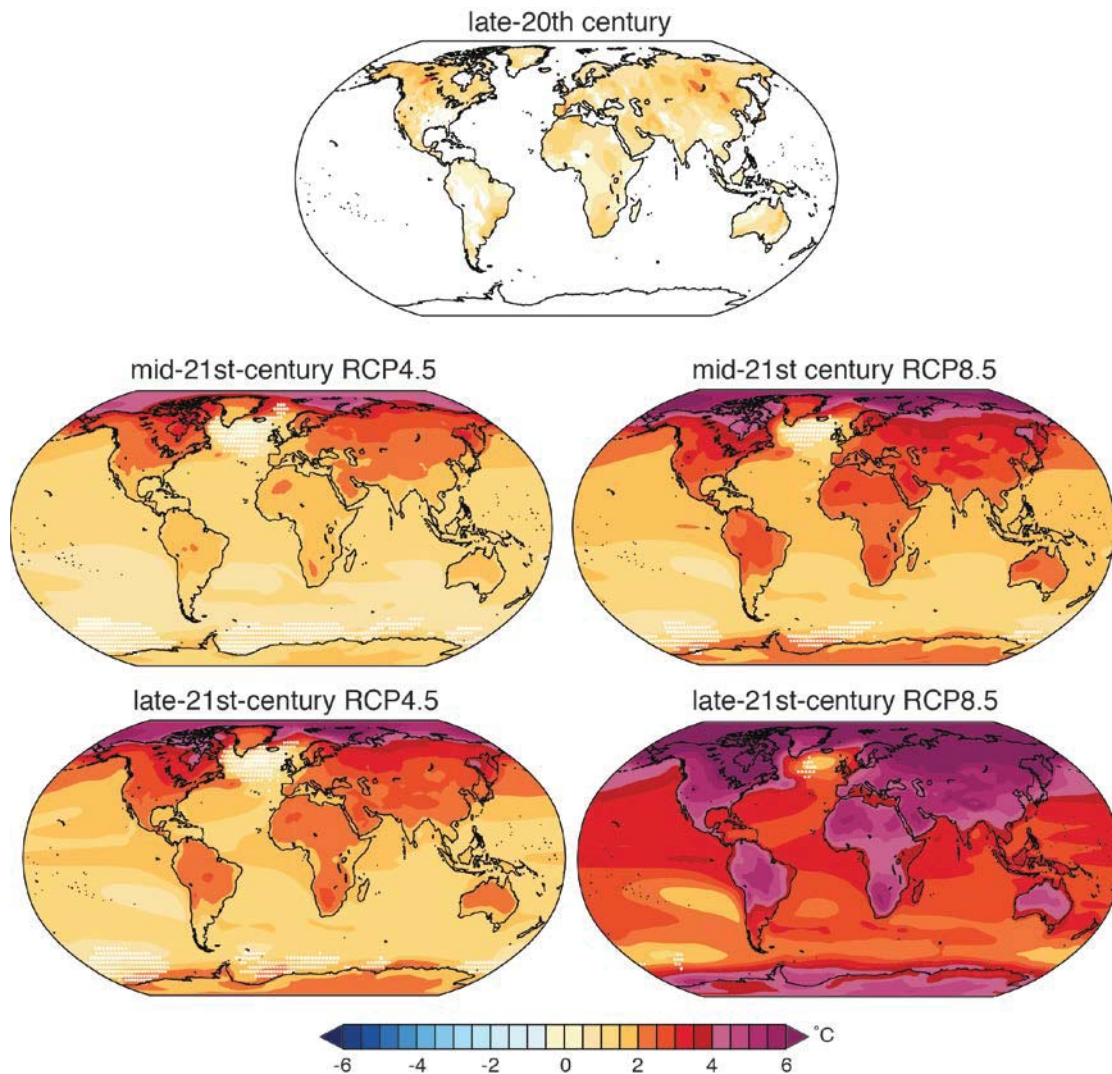 late-20th century
mid-21st-century RCP4.5
mid-21st century RCP8.5
late-21st-century RCP4.5
late-21st-century RCP8.5
°C
-6 -4 -2 0 2 4 6